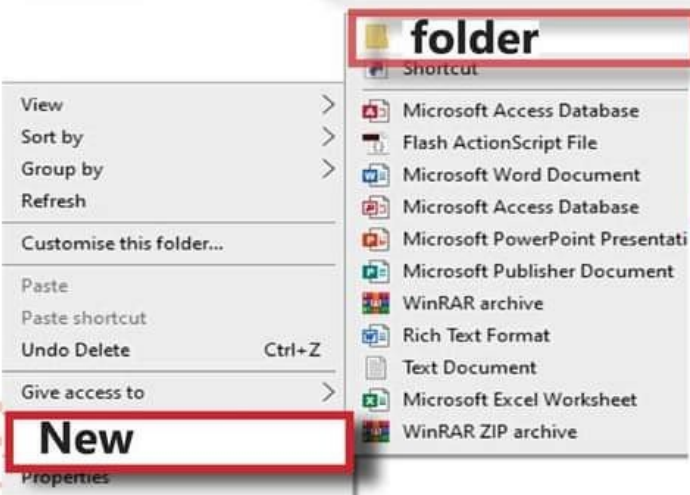 View
Sort by
Group by
Refresh
Customise this folder...
Paste
Paste shortcut
Undo Delete Ctrl+Z
Give access to
New
Properties
folder
Shortcut
Microsoft Access Database
Flash ActionScript File
Microsoft Word Document
Microsoft Access Database
Microsoft PowerPoint Presentati
Microsoft Publisher Document
WinRAR archive
Rich Text Format
Text Document
Microsoft Excel Worksheet
WinRAR ZIP archive